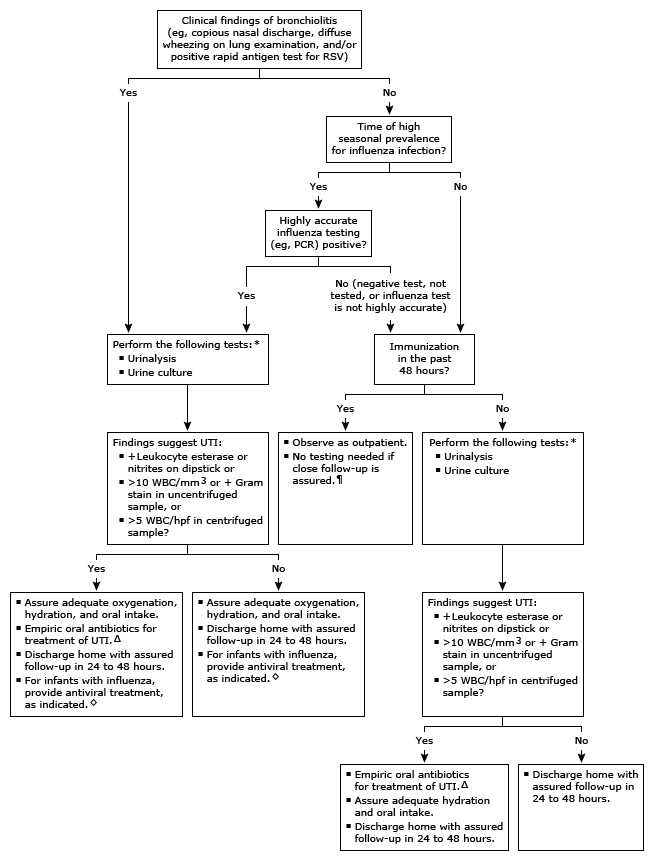 Clinical findings of bronchiolitis
(eg, copious nasal discharge, diffuse
wheezing on lung examination, and/or
positive rapid antigen test for RSV)
Yes
No
Time of high
seasonal prevalence
for influenza infection?
Yes
No
Highly accurate
influenza testing
(eg, PCR) positive?
Yes
No (negative test, not
tested, or influenza test
is not highly accurate)
Perform the following tests:*
▪ Urinalysis
▪ Urine culture
Immunization
in the past
48 hours?
Yes
No
Findings suggest UTI:
▪ +Leukocyte esterase or
nitrites on dipstick or
▪ >10 WBC/mm³ or + Gram
stain in uncentrifuged
sample, or
▪ >5 WBC/hpf in centrifuged
sample?
▪ Observe as outpatient.
▪ No testing needed if
close follow-up is
assured.¶
Perform the following tests:*
▪ Urinalysis
▪ Urine culture
Yes
No
▪ Assure adequate oxygenation,
hydration, and oral intake.
▪ Empiric oral antibiotics for
treatment of UTI.Δ
▪ Discharge home with assured
follow-up in 24 to 48 hours.
▪ For infants with influenza,
provide antiviral treatment,
as indicated.◇
▪ Assure adequate oxygenation,
hydration, and oral intake.
▪ Discharge home with assured
follow-up in 24 to 48 hours.
▪ For infants with influenza,
provide antiviral treatment,
as indicated.◇
Findings suggest UTI:
▪ +Leukocyte esterase or
nitrites on dipstick or
▪ >10 WBC/mm³ or + Gram
stain in uncentrifuged
sample, or
▪ >5 WBC/hpf in centrifuged
sample?
Yes
No
▪ Empiric oral antibiotics
for treatment of UTI.Δ
▪ Assure adequate hydration
and oral intake.
▪ Discharge home with assured
follow-up in 24 to 48 hours.
▪ Discharge home with
assured follow-up in
24 to 48 hours.